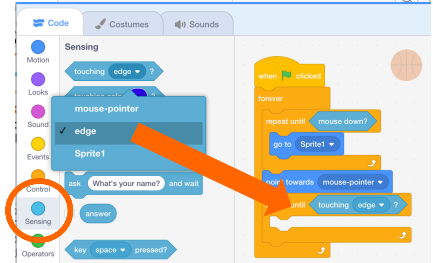 Code
Costumes
Sounds
Motion
Looks
Sound
Events
Control
Sensing
Operators
Sensing
touching edge ?
touching
?
mouse-pointer
✓ edge
Sprite1
ask What's your name? and wait
answer
key space pressed?
when clicked
forever
repeat until mouse down?
go to Sprite1
towards mouse-pointer
until touching edge ?